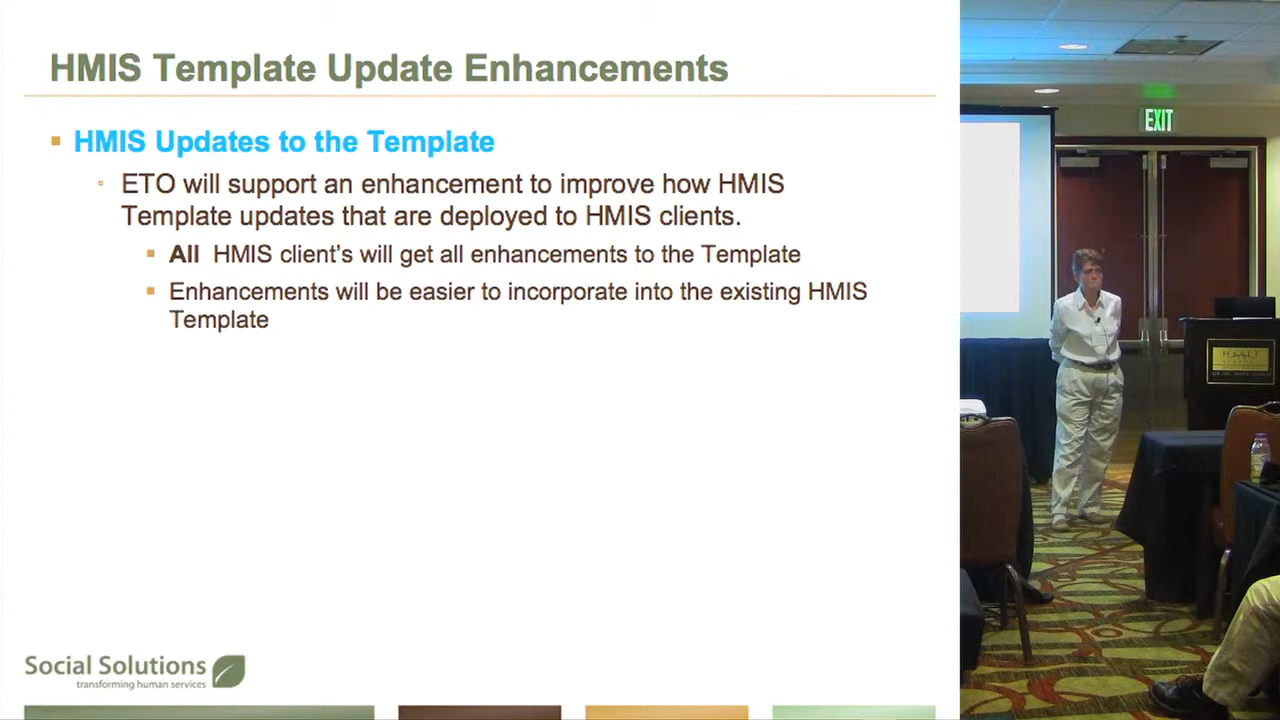 HMIS Template Update Enhancements
HMIS Updates to the Template
ETO will support an enhancement to improve how HMIS
Template updates that are deployed to HMIS clients.
All HMIS client's will get all enhancements to the Template
Enhancements will be easier to incorporate into the existing HMIS
Template
Social Solutions
transforming human services
EXIT
HYATT